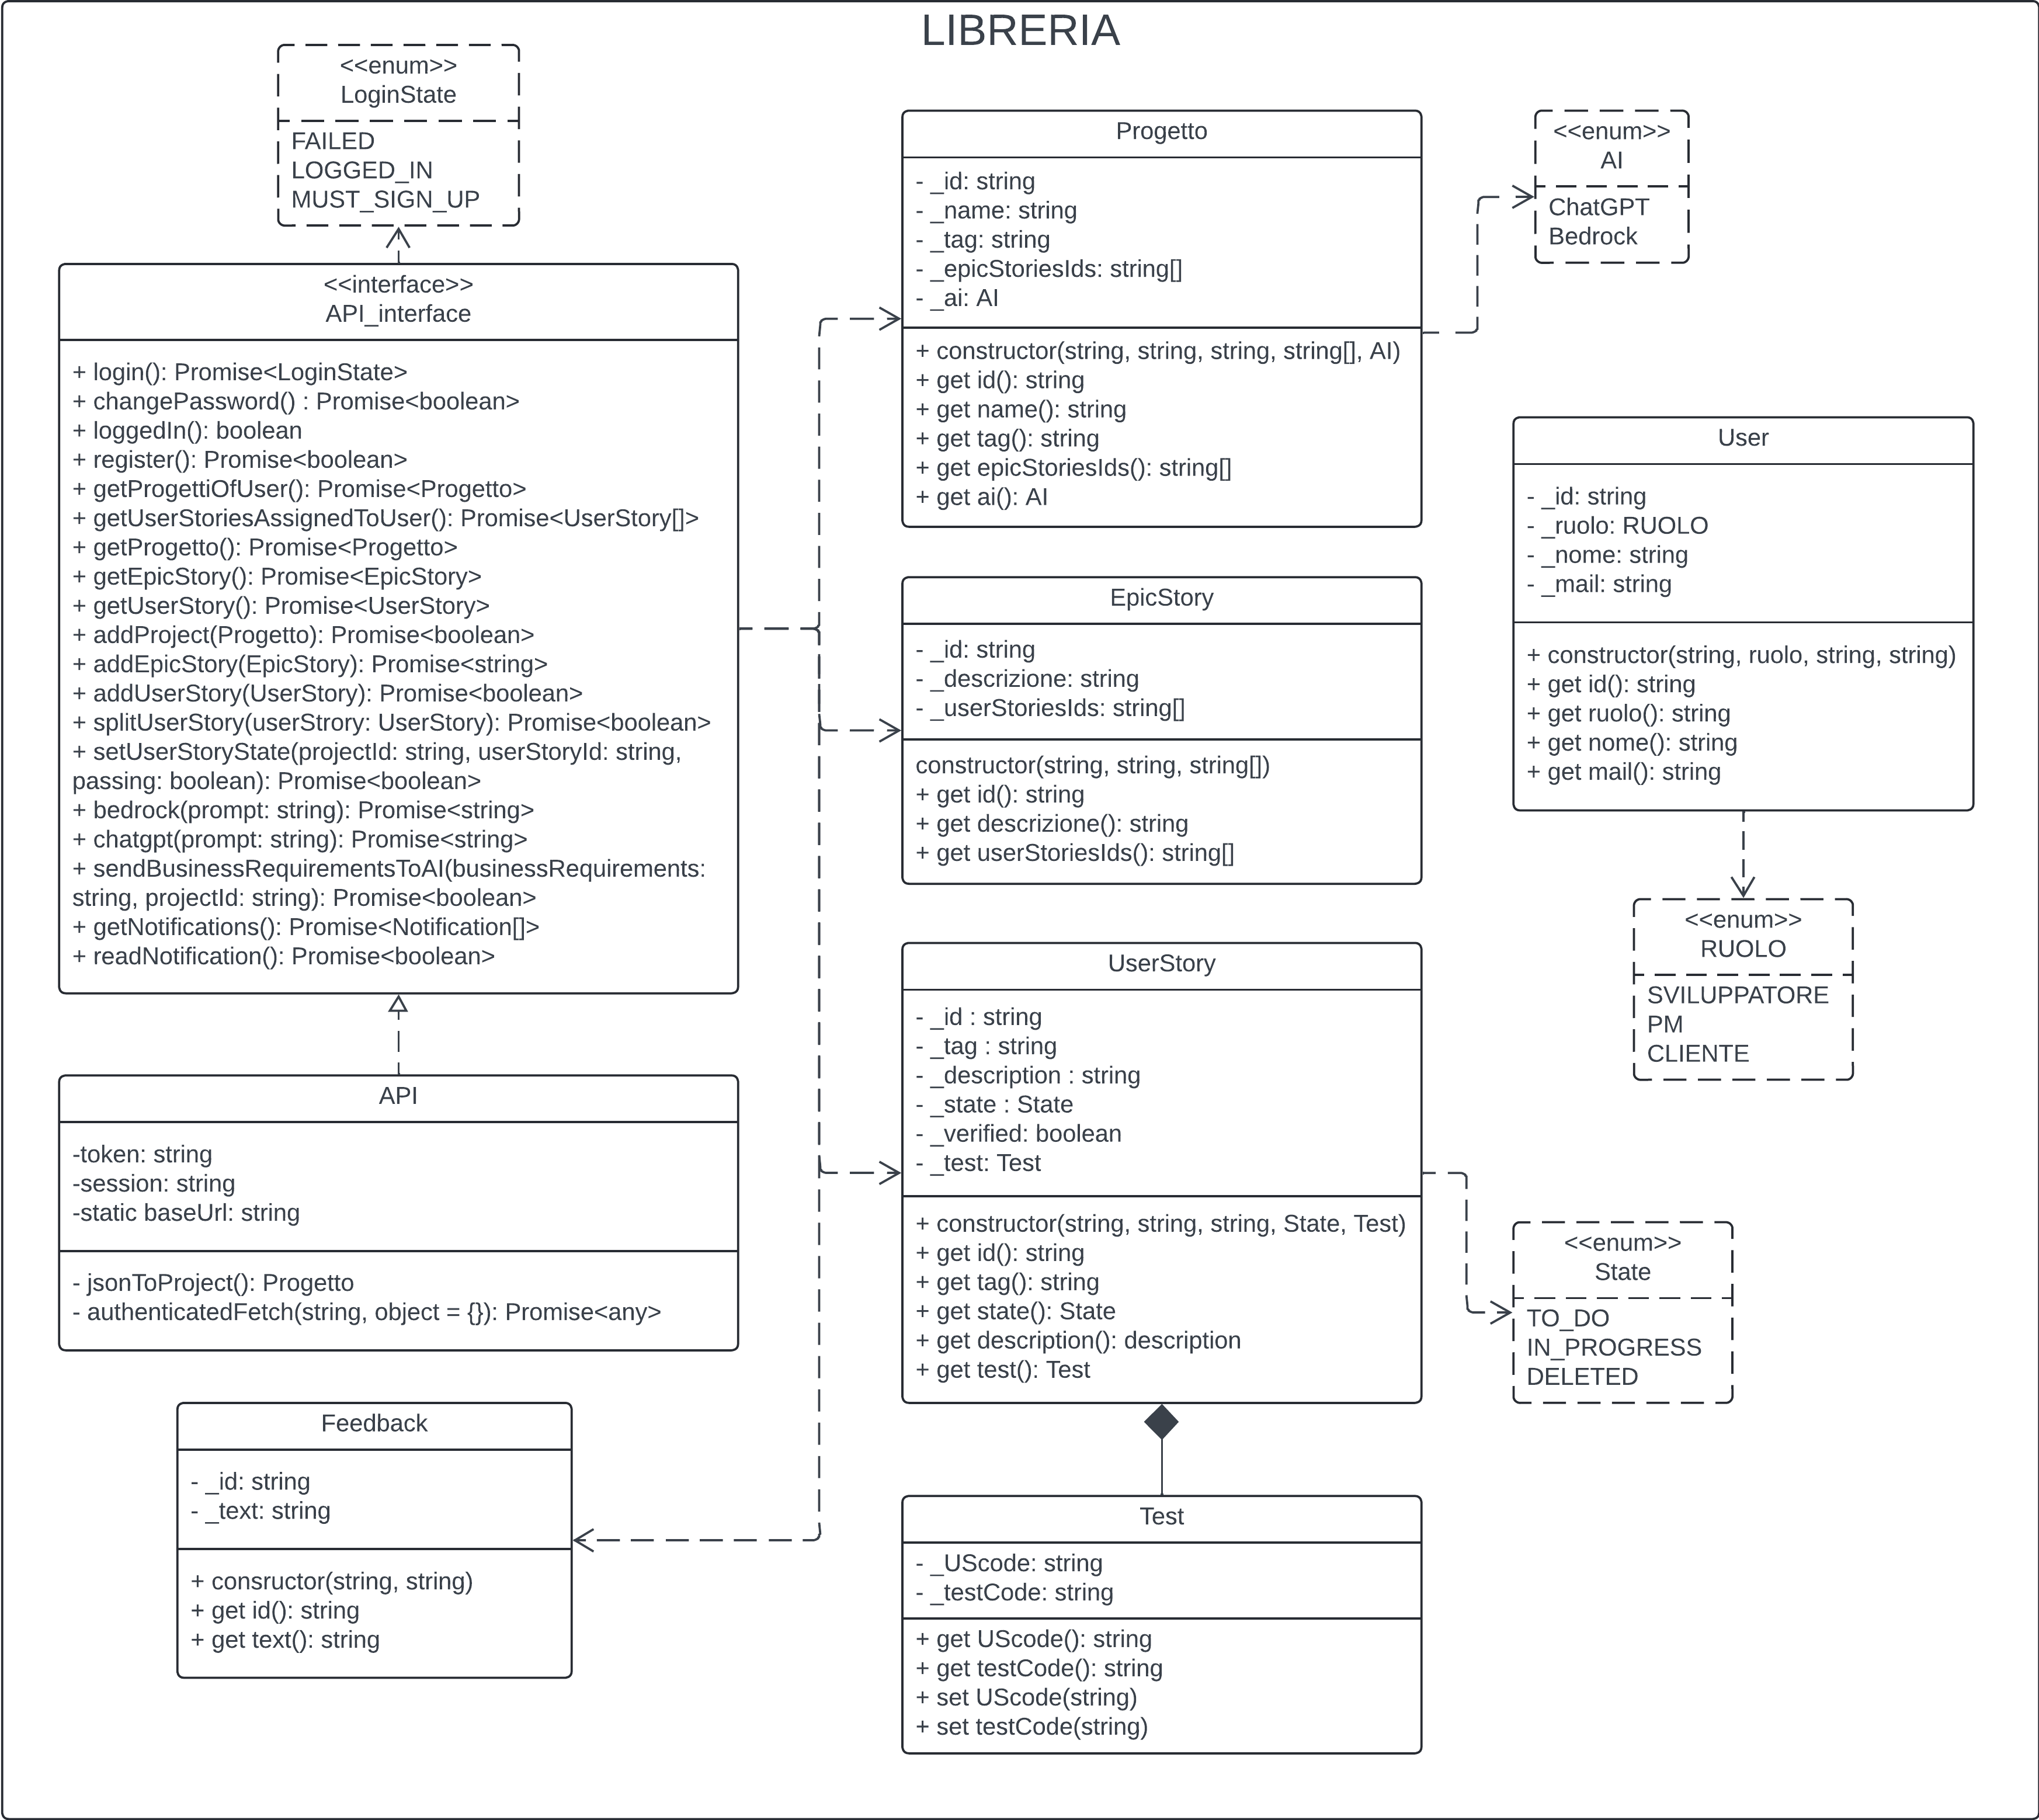 LIBRERIA
<<enum>>
LoginState
FAILED
LOGGED_IN
MUST_SIGN_UP
<<interface>>
API_interface
+ login(): Promise<LoginState>
+ changePassword() : Promise<boolean>
+ loggedIn(): boolean
+ register(): Promise<boolean>
+ getProgettiOfUser(): Promise<Progetto>
+ getUserStoriesAssignedToUser(): Promise<UserStory[]>
+ getProgetto(): Promise<Progetto>
+ getEpicStory(): Promise<EpicStory>
+ getUserStory(): Promise<UserStory>
+ addProject(Progetto): Promise<boolean>
+ addEpicStory(EpicStory): Promise<string>
+ addUserStory(UserStory): Promise<boolean>
+ splitUserStory(userStrory: UserStory): Promise<boolean>
+ setUserStoryState(projectId: string, userStoryId: string,
passing: boolean): Promise<boolean>
+ bedrock(prompt: string): Promise<string>
+ chatgpt(prompt: string): Promise<string>
+ sendBusinessRequirementsToAI(businessRequirements:
string, projectId: string): Promise<boolean>
+ getNotifications(): Promise<Notification[]>
+ readNotification(): Promise<boolean>
API
-token: string
-session: string
-static baseUrl: string
- jsonToProject(): Progetto
- authenticatedFetch(string, object = {}): Promise<any>
Feedback
- _id: string
- _text: string
+ consructor(string, string)
+ get id(): string
+ get text(): string
Progetto
- _id: string
- _name: string
- _tag: string
- _epicStoriesIds: string[]
- _ai: AI
+ constructor(string, string, string, string[], AI)
+ get id(): string
+ get name(): string
+ get tag(): string
+ get epicStoriesIds(): string[]
+ get ai(): AI
EpicStory
- _id: string
- _descrizione: string
- _userStoriesIds: string[]
constructor(string, string, string[])
+ get id(): string
+ get descrizione(): string
+ get userStoriesIds(): string[]
UserStory
- _id : string
- _tag : string
- _description : string
- _state : State
- _verified: boolean
- _test: Test
+ constructor(string, string, string, State, Test)
+ get id(): string
+ get tag(): string
+ get state(): State
+ get description(): description
+ get test(): Test
Test
- _UScode: string
- _testCode: string
+ get UScode(): string
+ get testCode(): string
+ set UScode(string)
+ set testCode(string)
<<enum>>
AI
ChatGPT
Bedrock
User
- _id: string
- _ruolo: RUOLO
- _nome: string
- _mail: string
+ constructor(string, ruolo, string, string)
+ get id(): string
+ get ruolo(): string
+ get nome(): string
+ get mail(): string
<<enum>>
RUOLO
SVILUPPATORE
PM
CLIENTE
<<enum>>
State
TO_DO
IN_PROGRESS
DELETED